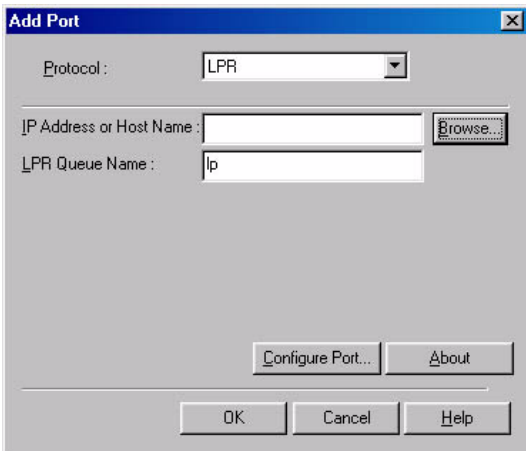 Add Port
Protocol : LPR
IP Address or Host Name : Browse...
LPR Queue Name : lp
Configure Port... About
OK Cancel Help